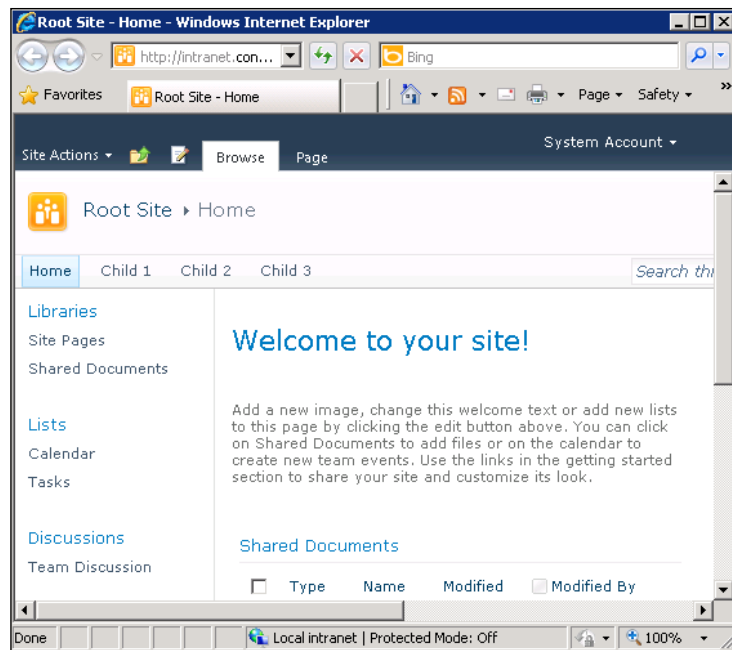 Root Site - Home - Windows Internet Explorer
http://intranet.con... Bing
Favorites Root Site - Home Page Safety »
Site Actions Browse Page System Account
Root Site Home
Home Child 1 Child 2 Child 3 Search thi
Libraries
Site Pages
Shared Documents
Lists
Calendar
Tasks
Discussions
Team Discussion
Welcome to your site!
Add a new image, change this welcome text or add new lists
to this page by clicking the edit button above. You can click
on Shared Documents to add files or on the calendar to
create new team events. Use the links in the getting started
section to share your site and customize its look.
Shared Documents
Type Name Modified Modified By
Done Local intranet | Protected Mode: Off 100%